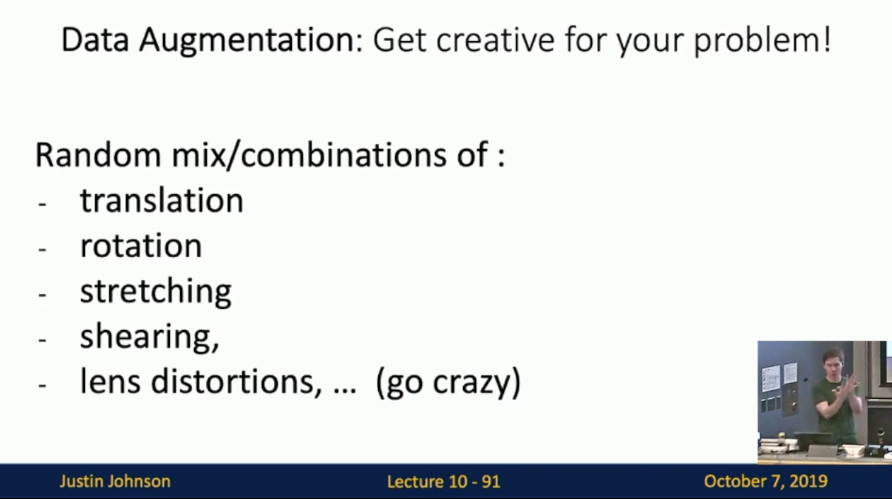 Data Augmentation: Get creative for your problem!
Random mix/combinations of :
- translation
- rotation
- stretching
- shearing,
- lens distortions, ... (go crazy)
Justin Johnson
Lecture 10 - 91
October 7, 2019